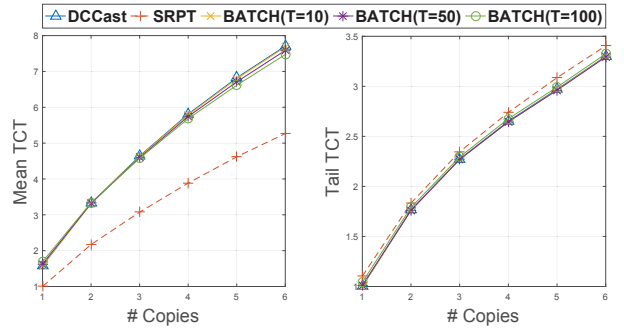 DCCast SRPT BATCH(T=10) BATCH(T=50) BATCH(T=100)
8
7
6
5
4
3
2
1
Mean TCT
1 2 3 4 5 6
# Copies
3.5
3
2.5
2
1.5
1
Tail TCT
1 2 3 4 5 6
# Copies